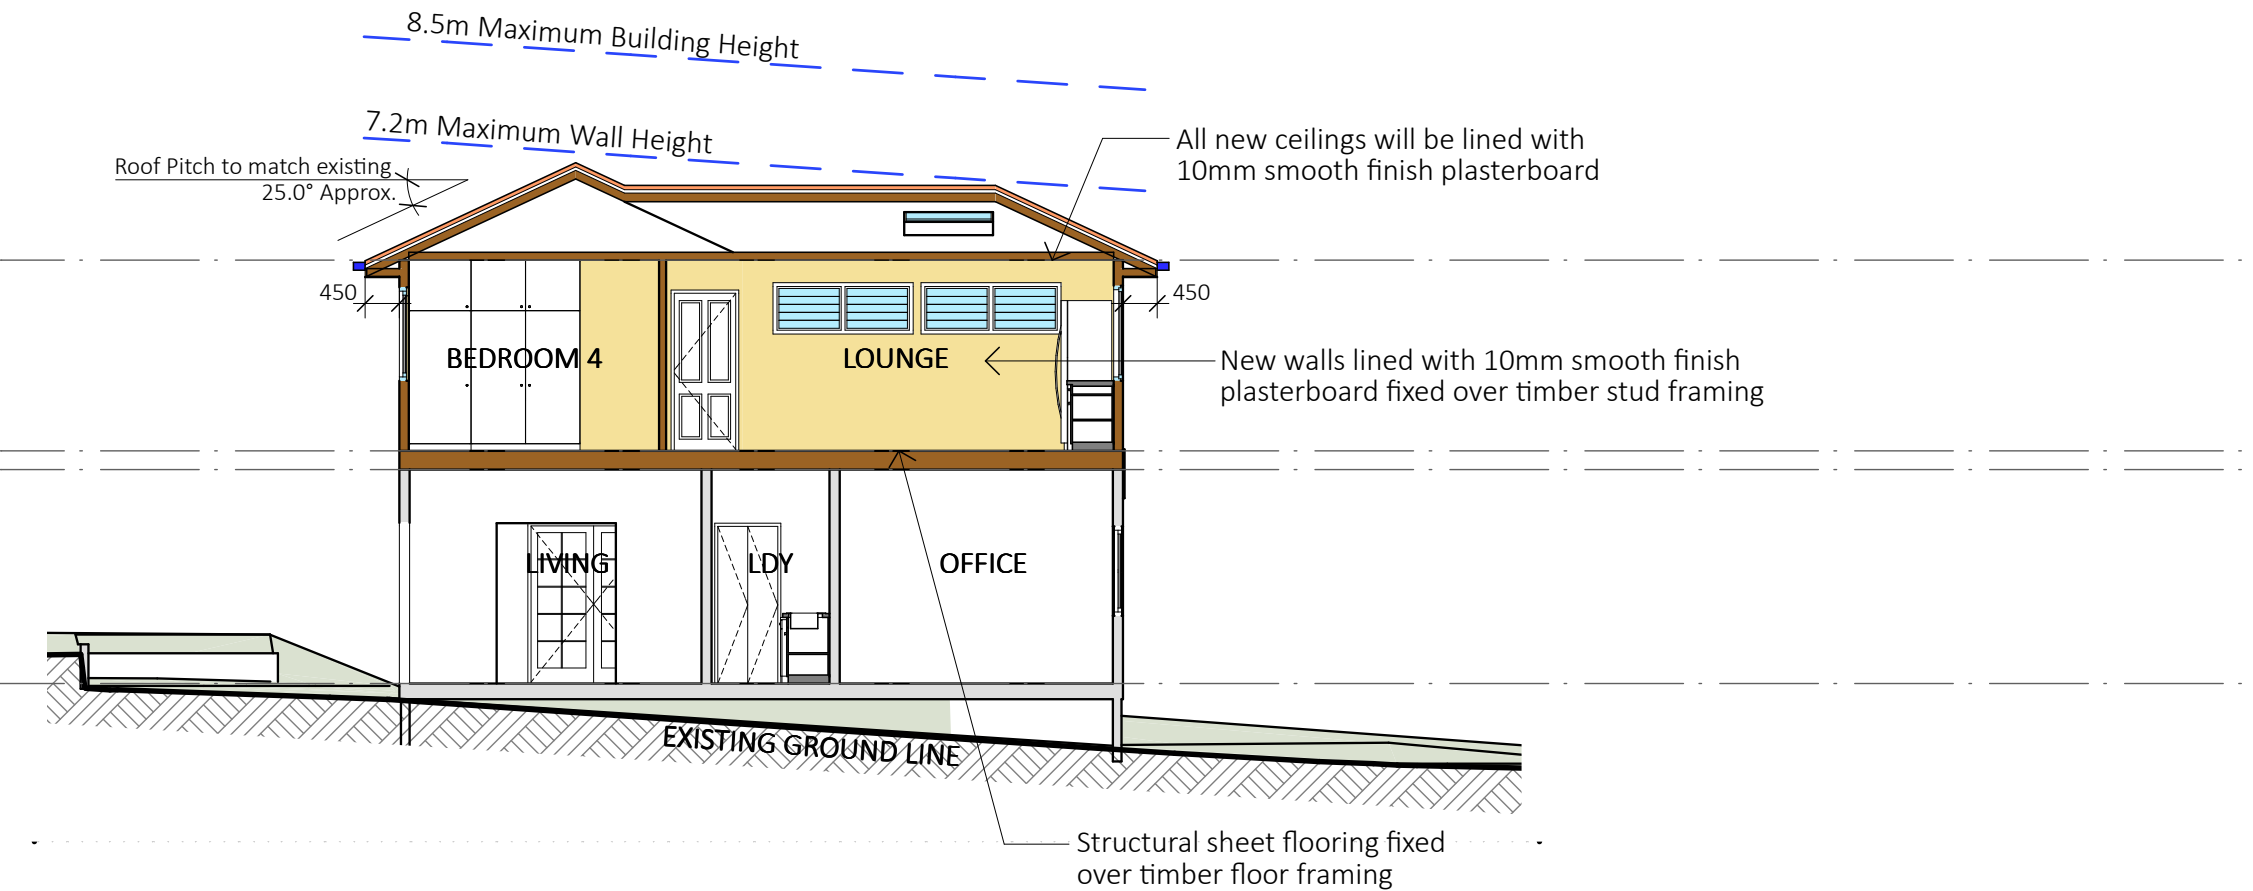 8.5m Maximum Building Height
7.2m Maximum Wall Height
Roof Pitch to match existing
25.0° Approx.
All new ceilings will be lined with
10mm smooth finish plasterboard
450
450
BEDROOM 4
LOUNGE
New walls lined with 10mm smooth finish
plasterboard fixed over timber stud framing
LIVING
LDY
OFFICE
EXISTING GROUND LINE
Structural sheet flooring fixed
over timber floor framing